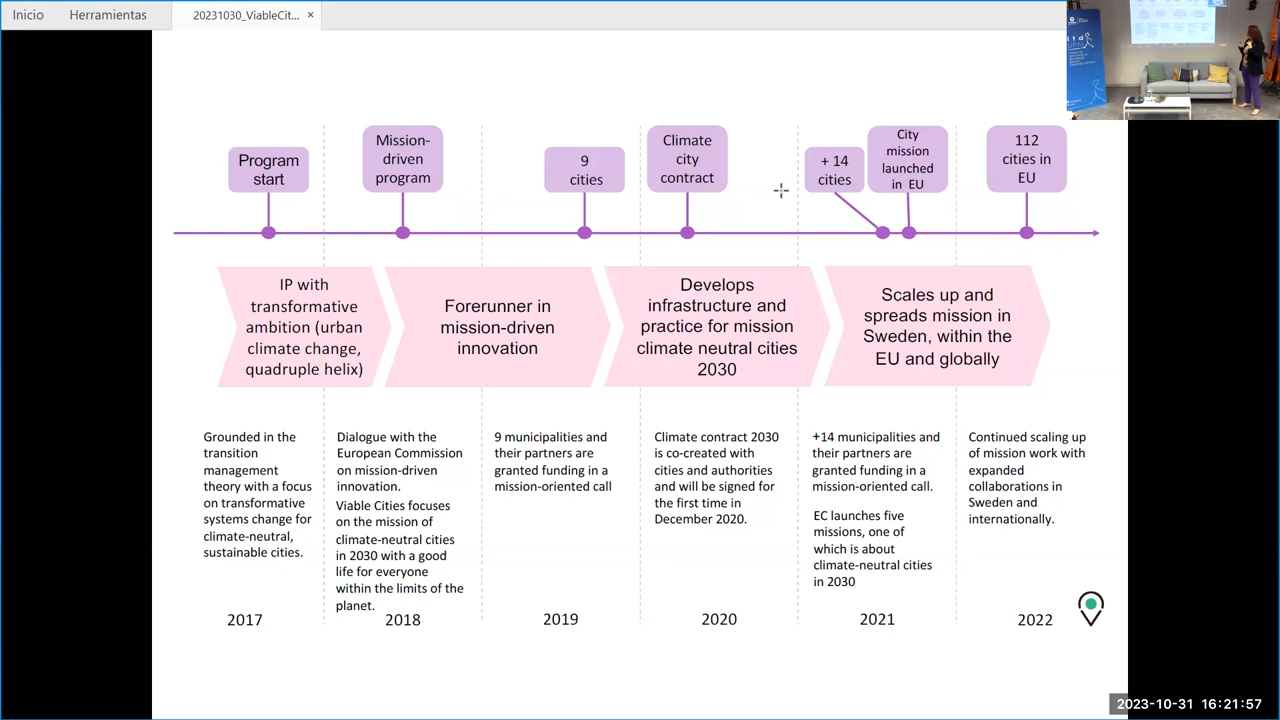 Inicio
Herramientas
20231030_ViableCit...
×
Program
start
Mission-
driven
program
9
cities
Climate
city
contract
+ 14
cities
City
mission
launched
in EU
112
cities in
EU
IP with
transformative
ambition (urban
climate change,
quadruple helix)
Forerunner in
mission-driven
innovation
Develops
infrastructure and
practice for mission
climate neutral cities
2030
Scales up and
spreads mission in
Sweden, within the
EU and globally
Grounded in the
transition
management
theory with a focus
on transformative
systems change for
climate-neutral,
sustainable cities.
Dialogue with the
European Commission
on mission-driven
innovation.
Viable Cities focuses
on the mission of
climate-neutral cities
in 2030 with a good
life for everyone
within the limits of the
planet.
9 municipalities and
their partners are
granted funding in a
mission-oriented call
Climate contract 2030
is co-created with
cities and authorities
and will be signed for
the first time in
December 2020.
+14 municipalities and
their partners are
granted funding in a
mission-oriented call.
EC launches five
missions, one of
which is about
climate-neutral cities
in 2030
Continued scaling up
of mission work with
expanded
collaborations in
Sweden and
internationally.
2017
2018
2019
2020
2021
2022
2023-10-31 16:21:57